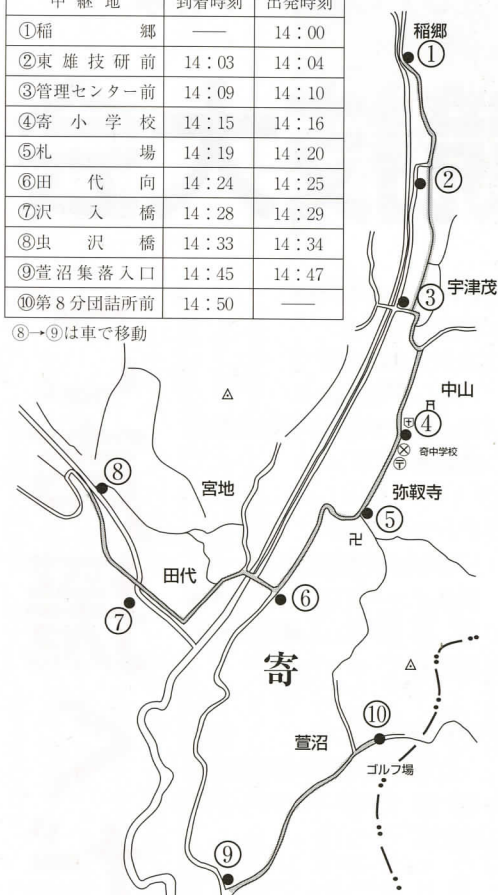 中継地 到着時刻 出発時刻
①稲郷 —— 14：00
②東雄技研前 14：03 14：04
③管理センター前 14：09 14：10
④寄小学校 14：15 14：16
⑤札場 14：19 14：20
⑥田代向 14：24 14：25
⑦沢入橋 14：28 14：29
⑧虫沢橋 14：33 14：34
⑨萱沼集落入口 14：45 14：47
⑩第8分団詰所前 14：50 ——
⑧→⑨は車で移動
稲郷
①
②
③
宇津茂
中山
④
寄中学校
弥靱寺
⑤
卍
⑧
宮地
田代
⑦
⑥
寄
⑩
萱沼
ゴルフ場
⑨